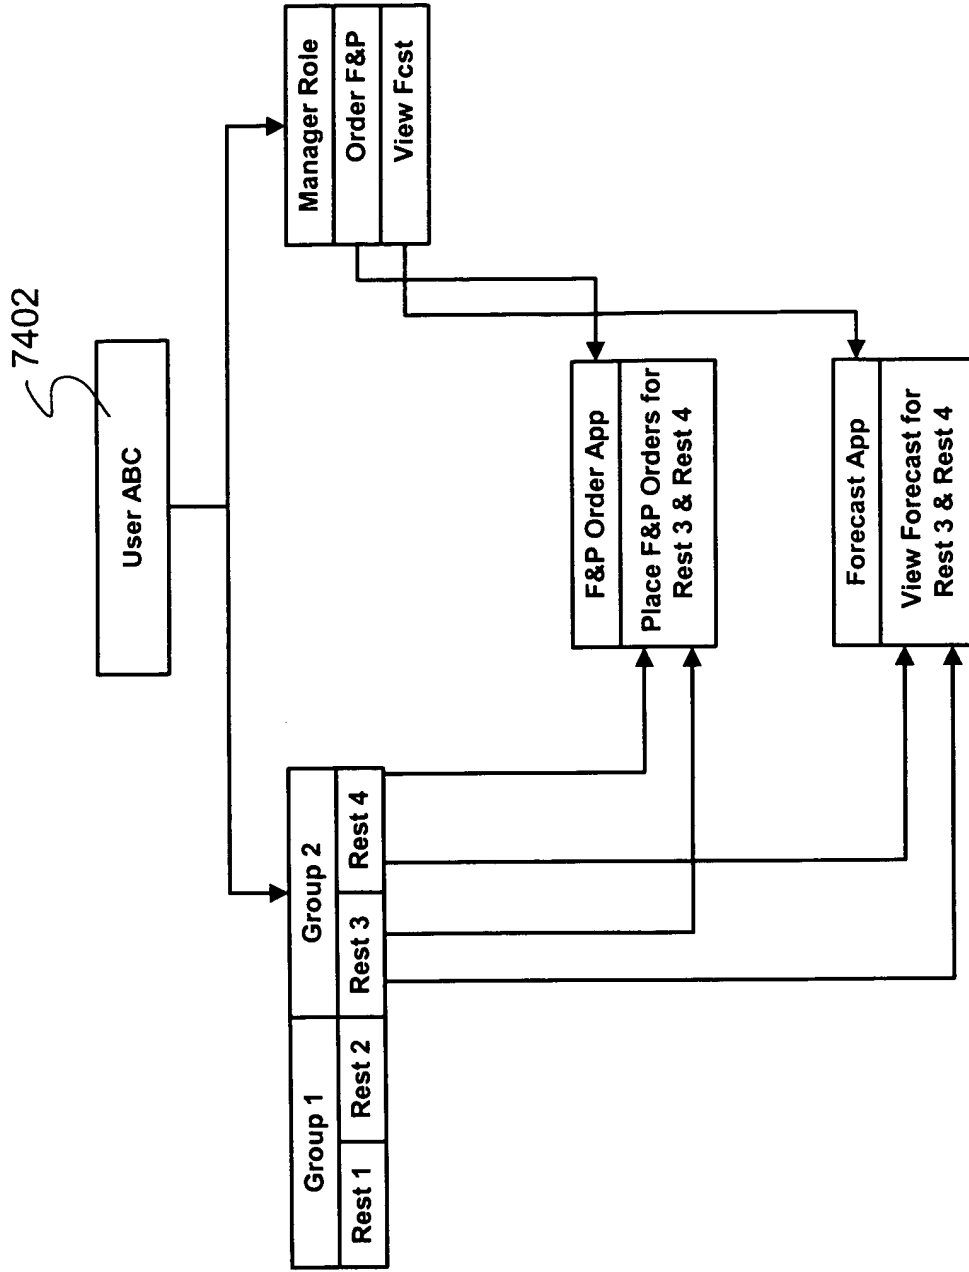 7402
User ABC
Group 1
Group 2
Rest 1
Rest 2
Rest 3
Rest 4
Manager Role
Order F&P
View Fcst
F&P Order App
Place F&P Orders for
Rest 3 & Rest 4
Forecast App
View Forecast for
Rest 3 & Rest 4